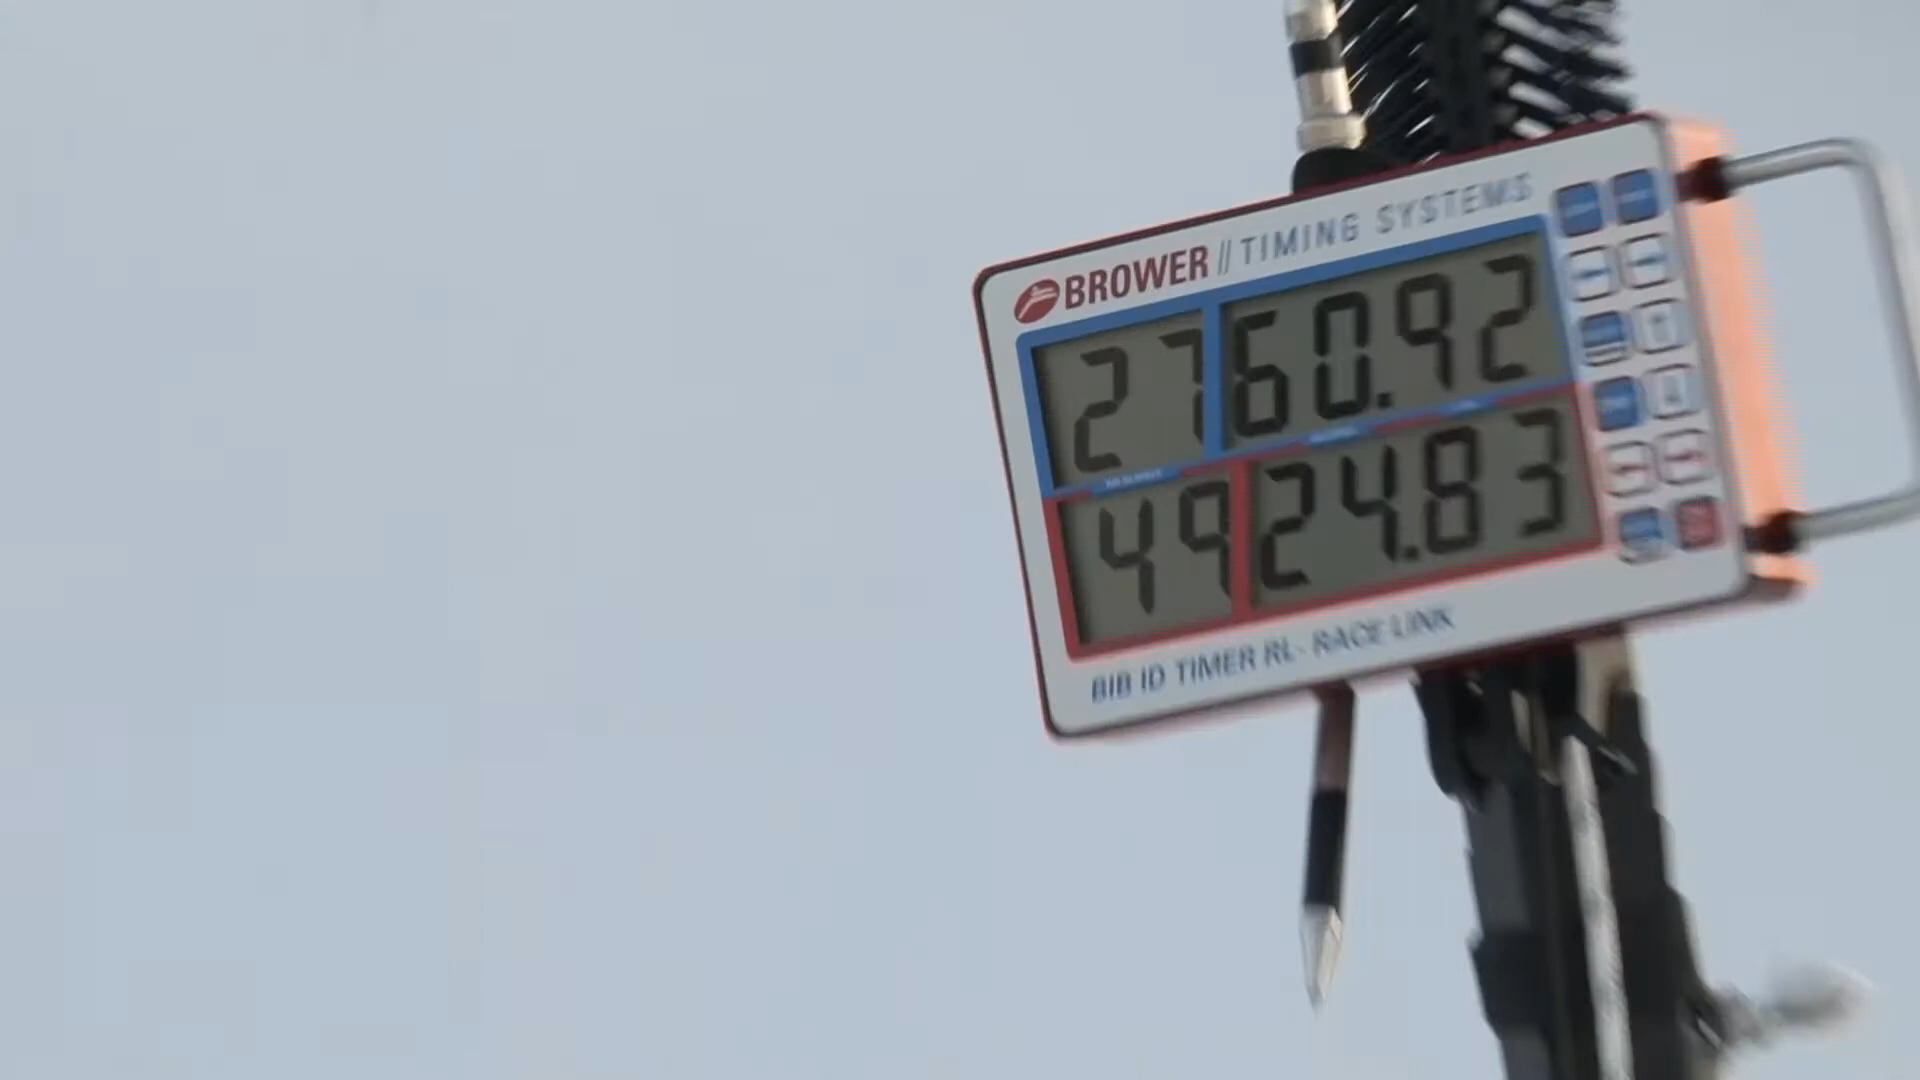 BROWER // TIMING SYSTEMS
27 60.92
49 24.83
BIB ID TIMER RL- RACE LINK